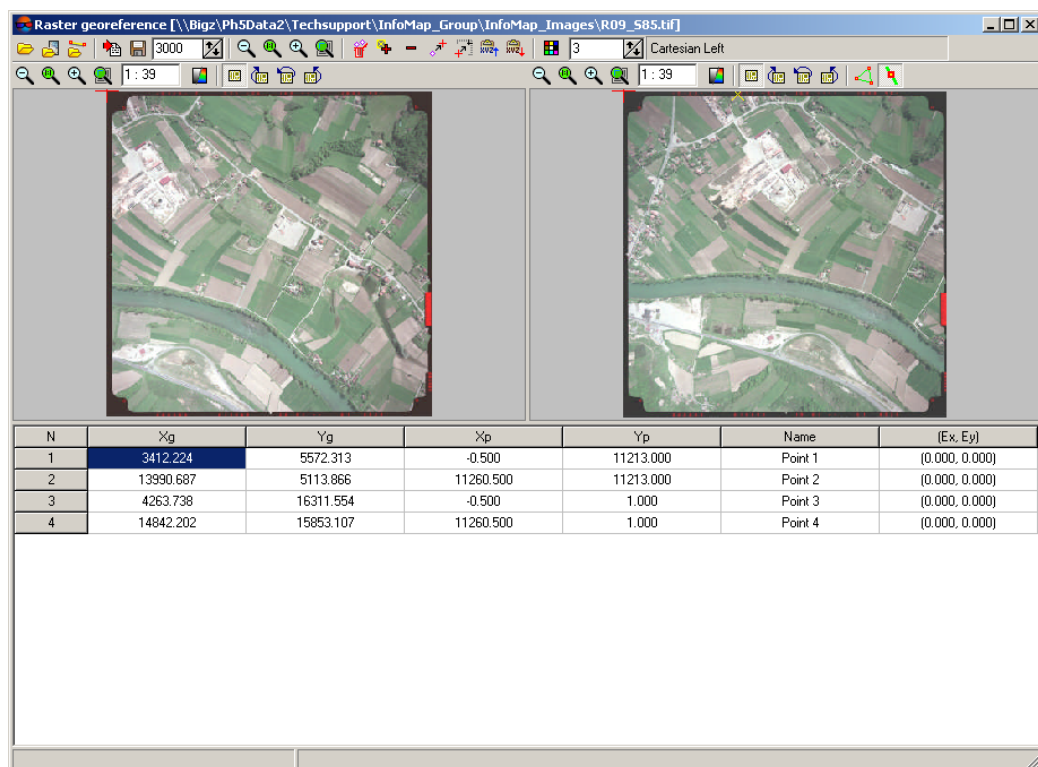 Raster georeference [\\Bigz\Ph5Data2\Techsupport\InfoMap_Group\InfoMap_Images\R09_S85.tif]
3000 3 Cartesian Left
1 : 39 1 : 39
N Xg Yg Xp Yp Name (Ex, Ey)
1 3412.224 5572.313 -0.500 11213.000 Point 1 (0.000, 0.000)
2 13990.687 5113.866 11260.500 11213.000 Point 2 (0.000, 0.000)
3 4263.738 16311.554 -0.500 1.000 Point 3 (0.000, 0.000)
4 14842.202 15853.107 11260.500 1.000 Point 4 (0.000, 0.000)